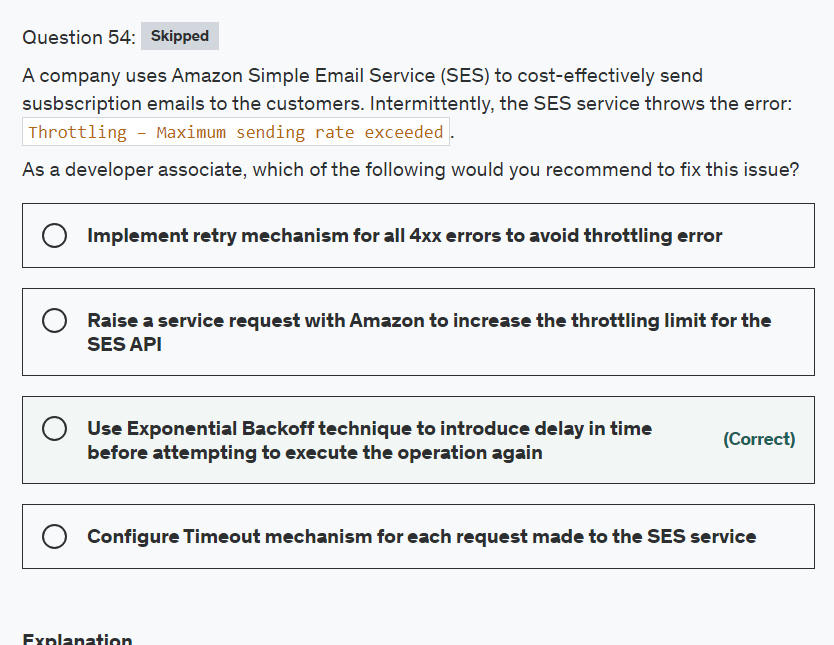 Question 54: Skipped
A company uses Amazon Simple Email Service (SES) to cost-effectively send
susbscription emails to the customers. Intermittently, the SES service throws the error:
Throttling – Maximum sending rate exceeded.
As a developer associate, which of the following would you recommend to fix this issue?
Implement retry mechanism for all 4xx errors to avoid throttling error
Raise a service request with Amazon to increase the throttling limit for the
SES API
Use Exponential Backoff technique to introduce delay in time
before attempting to execute the operation again
(Correct)
Configure Timeout mechanism for each request made to the SES service
Explanation